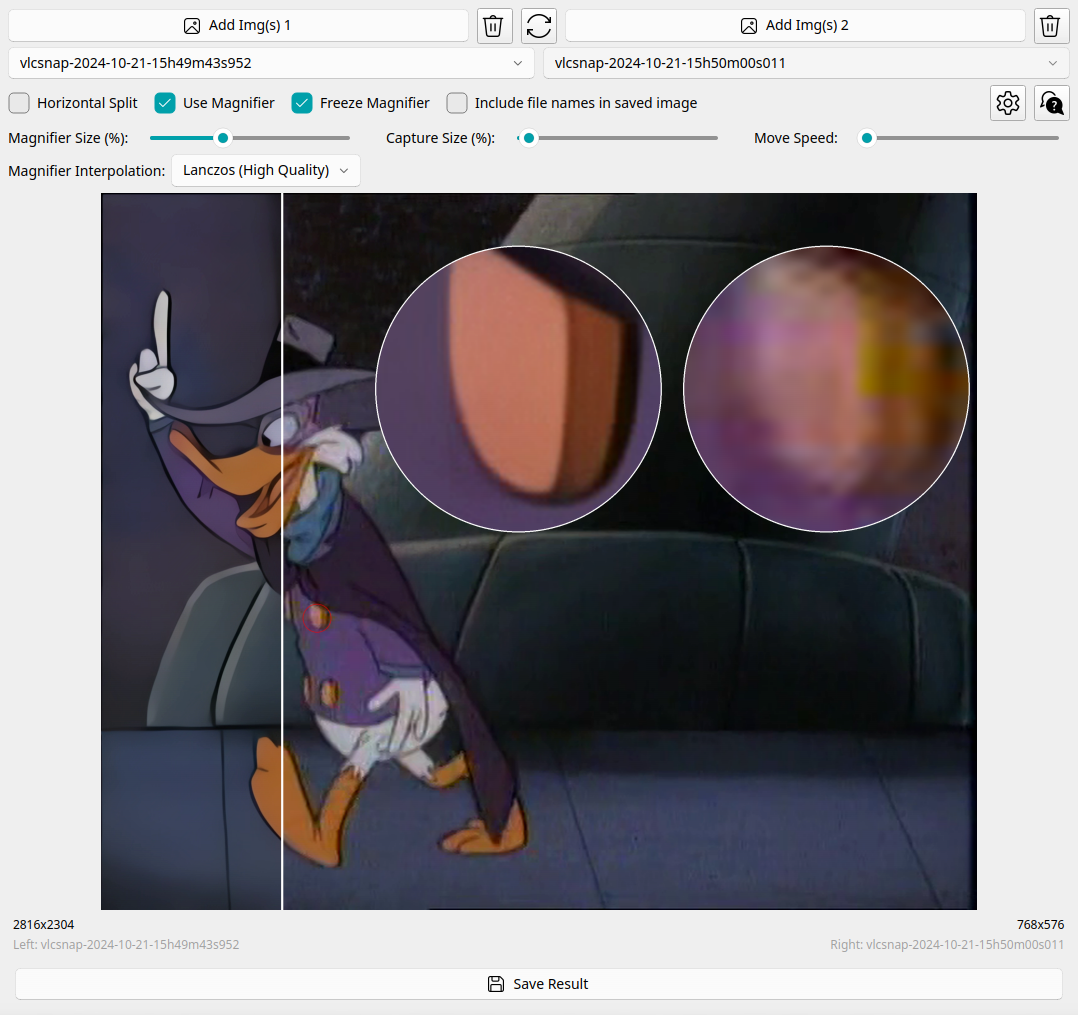 Add Img(s) 1
Add Img(s) 2
vlcsnap-2024-10-21-15h49m43s952
vlcsnap-2024-10-21-15h50m00s011
Horizontal Split
Use Magnifier
Freeze Magnifier
Include file names in saved image
Magnifier Size (%):
Capture Size (%):
Move Speed:
Magnifier Interpolation:
Lanczos (High Quality)
2816x2304
768x576
Left: vlcsnap-2024-10-21-15h49m43s952
Right: vlcsnap-2024-10-21-15h50m00s011
Save Result